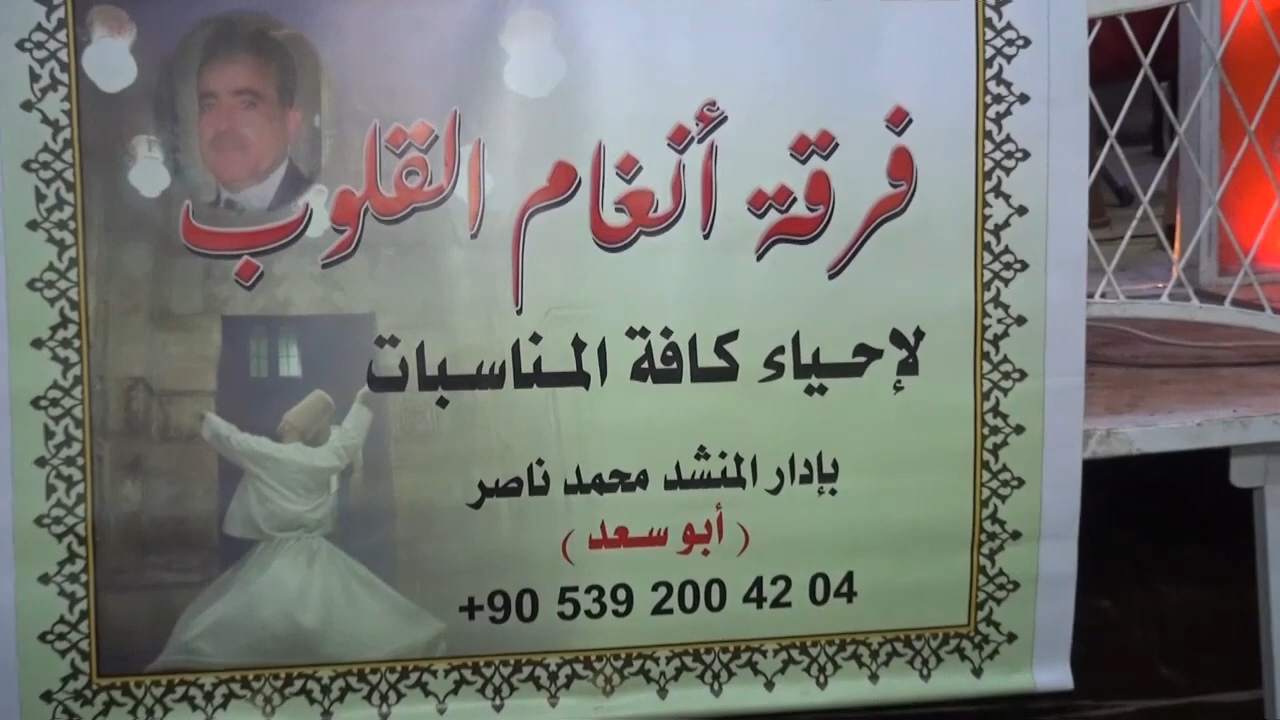 فرقة أنغام القلوب
لإحياء كافة المناسبات
بإدار المنشد محمد ناصر
( أبو سعد )
+90 539 200 42 04